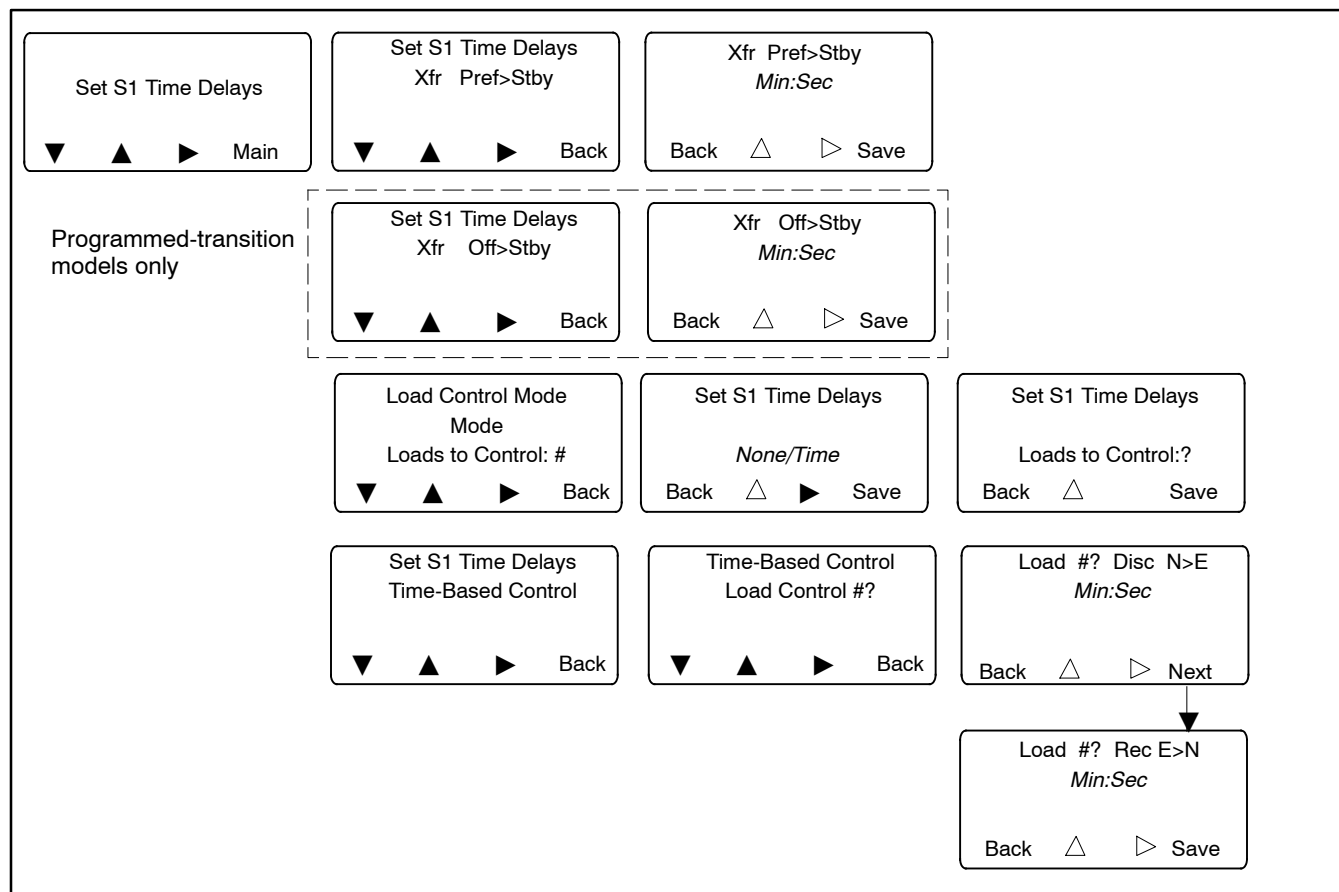 Set S1 Time Delays
▼ ▲ ► Main
Set S1 Time Delays
Xfr Pref>Stby
▼ ▲ ► Back
Xfr Pref>Stby
Min:Sec
Back △ ▷ Save
Programmed-transition
models only
Set S1 Time Delays
Xfr Off>Stby
▼ ▲ ► Back
Xfr Off>Stby
Min:Sec
Back △ ▷ Save
Load Control Mode
Mode
Loads to Control: #
▼ ▲ ► Back
Set S1 Time Delays
None/Time
Back △ ► Save
Set S1 Time Delays
Loads to Control:?
Back △ Save
Set S1 Time Delays
Time-Based Control
▼ ▲ ► Back
Time-Based Control
Load Control #?
▼ ▲ ► Back
Load #? Disc N>E
Min:Sec
Back △ ▷ Next
Load #? Rec E>N
Min:Sec
Back △ ▷ Save